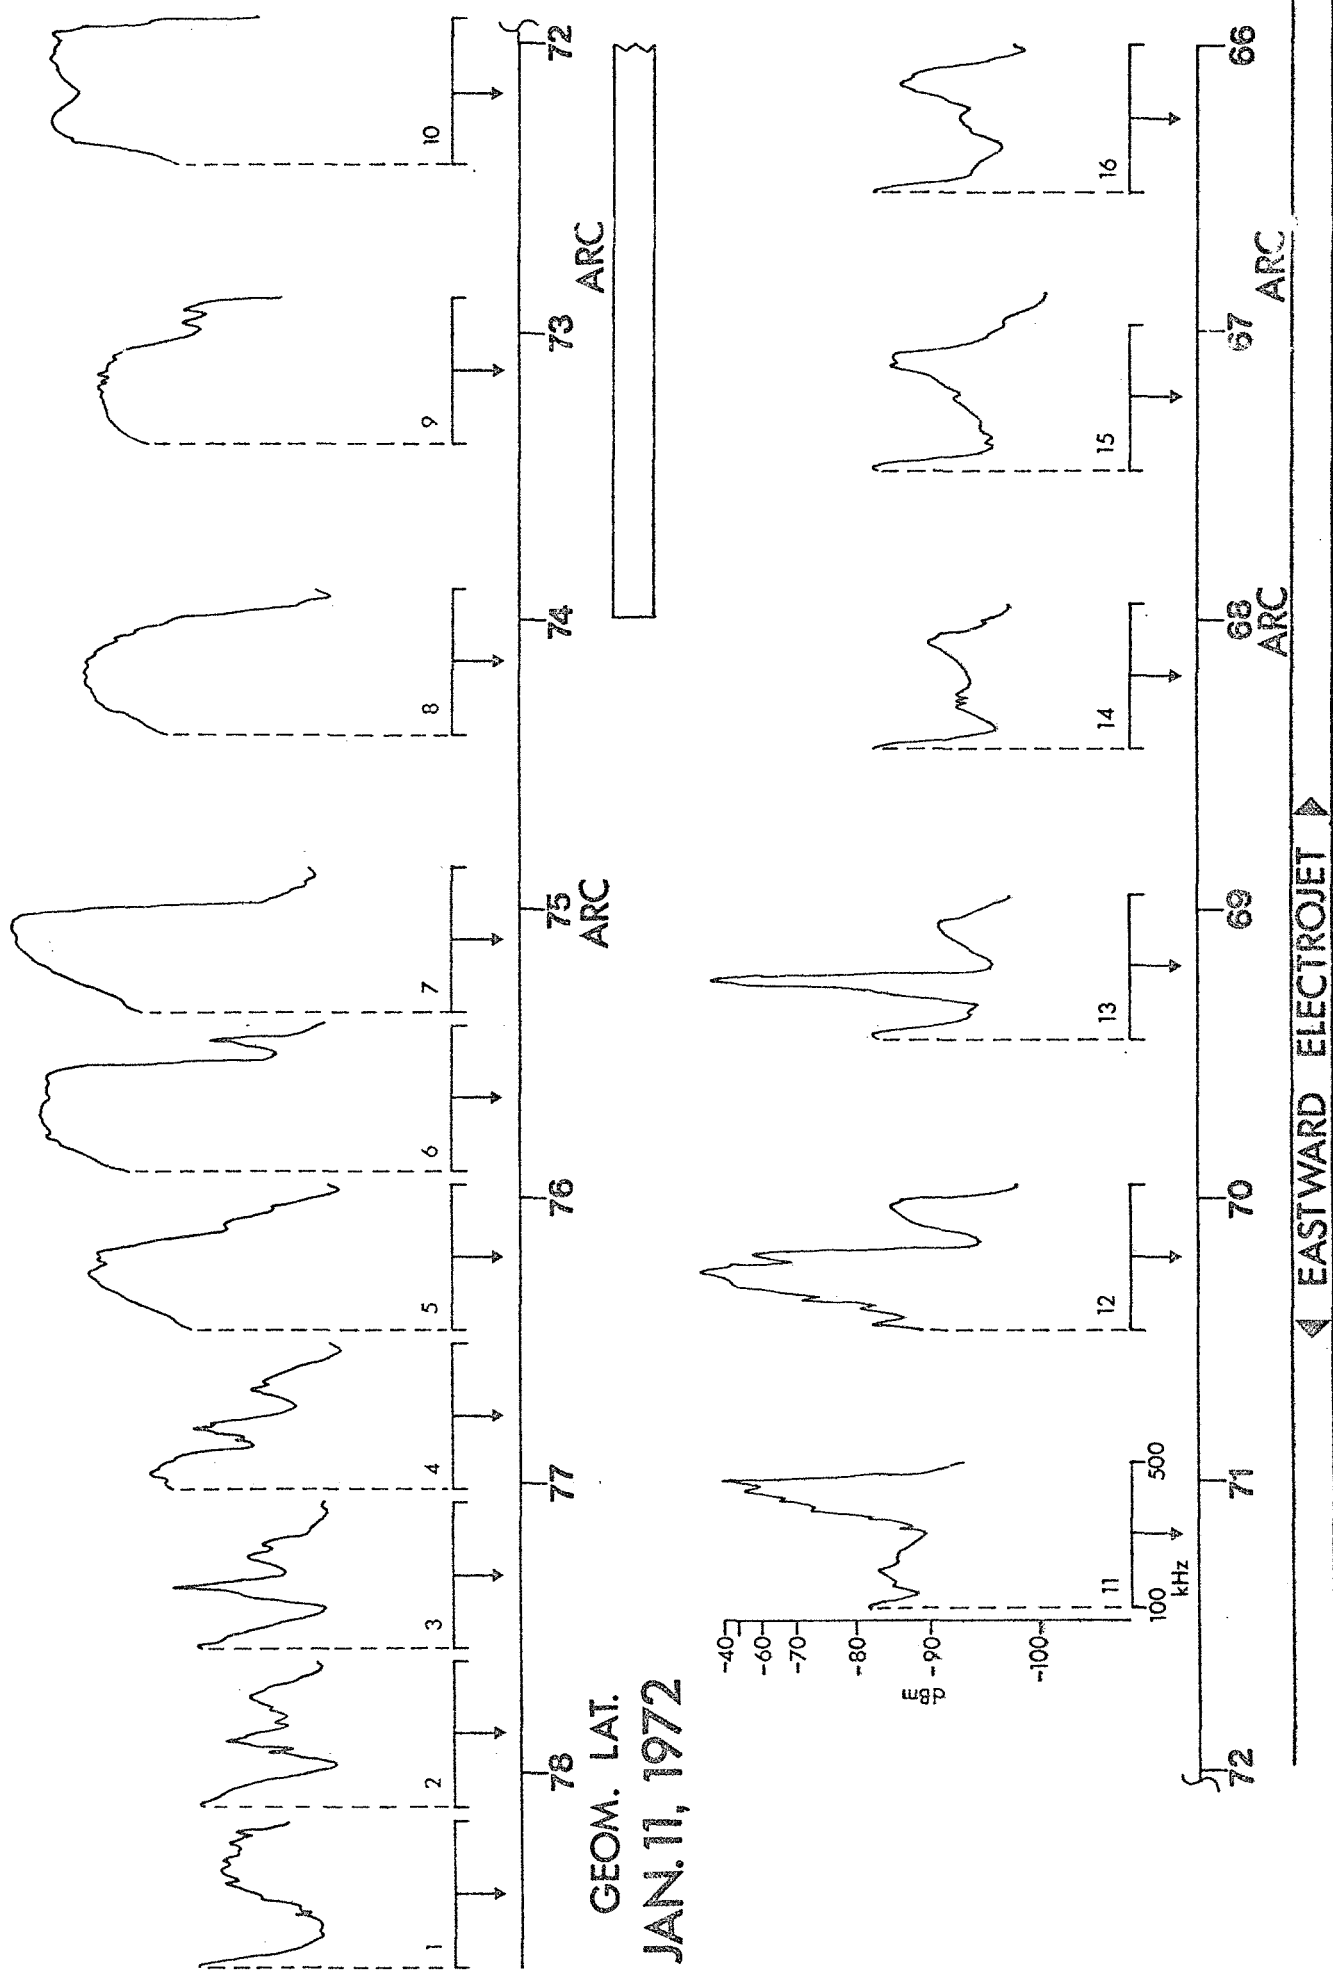 1 2 3 4 5 6 7 8 9 10
78 77 76 75 74 73 72
ARC ARC
GEOM. LAT.
JAN. 11, 1972
-40
-60
-70
-80
-90
-100
dBm
11 12 13 14 15 16
100 500
kHz
72 71 70 69 68 67 66
ARC ARC
EASTWARD ELECTROJET